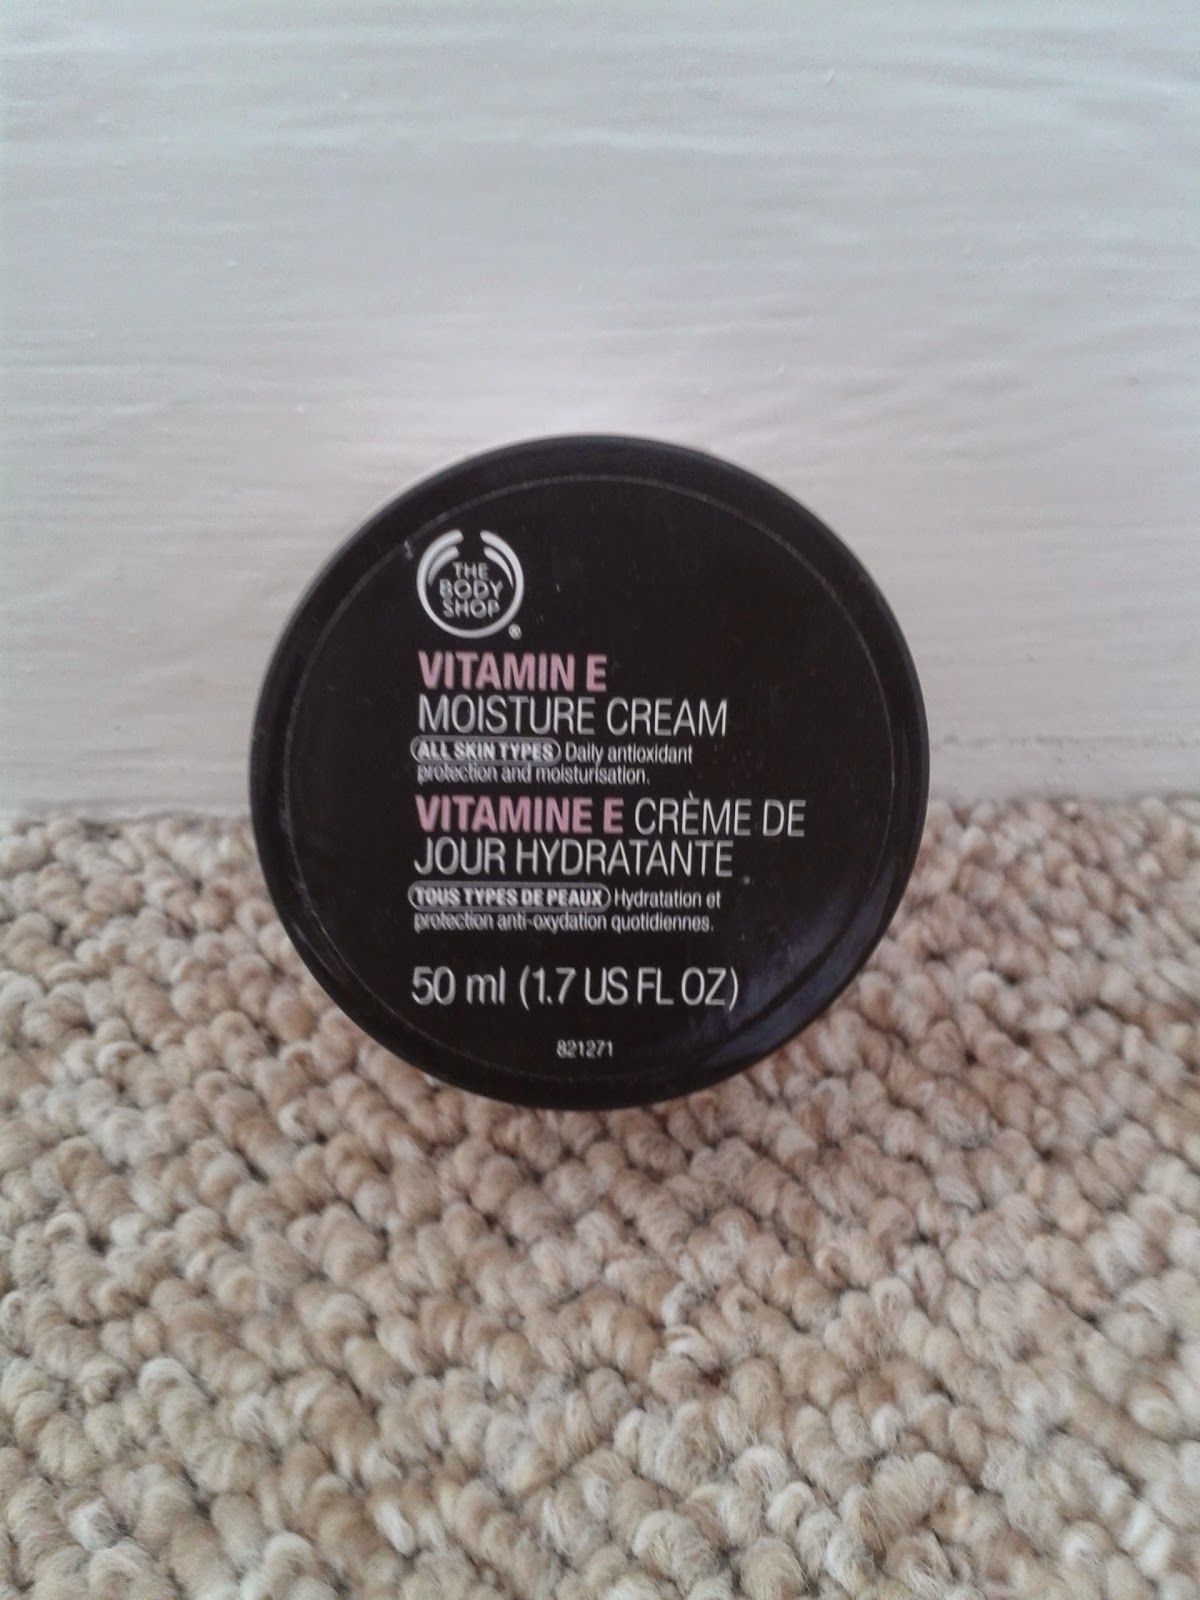 THE
BODY
SHOP
®
VITAMIN E
MOISTURE CREAM
ALL SKIN TYPES Daily antioxidant
protection and moisturisation.
VITAMINE E CRÈME DE
JOUR HYDRATANTE
TOUS TYPES DE PEAUX Hydratation et
protection anti-oxydation quotidiennes.
50 ml (1.7 US FL OZ)
821271